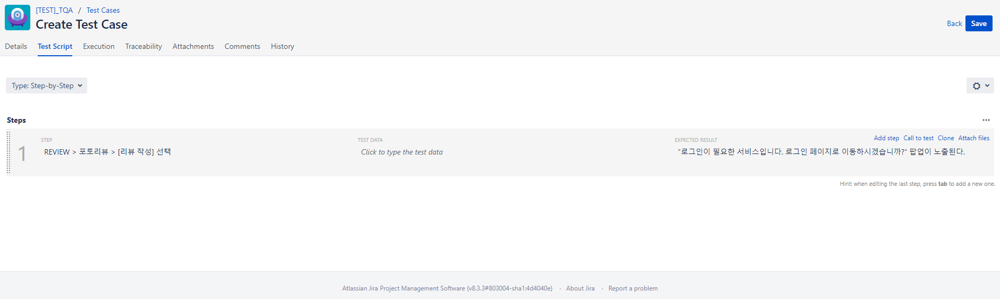 [TEST]_TQA / Test Cases
Create Test Case
Back Save
Details Test Script Execution Traceability Attachments Comments History
Type: Step-by-Step
Steps
STEP TEST DATA EXPECTED RESULT Add step Call to test Clone Attach files
1 REVIEW > 포토리뷰 > [리뷰 작성] 선택 Click to type the test data "로그인이 필요한 서비스입니다. 로그인 페이지로 이동하시겠습니까?" 팝업이 노출된다.
Hint: when editing the last step, press tab to add a new one.
Atlassian Jira Project Management Software (v8.3.3#803004-sha1:4d4040e) · About Jira · Report a problem